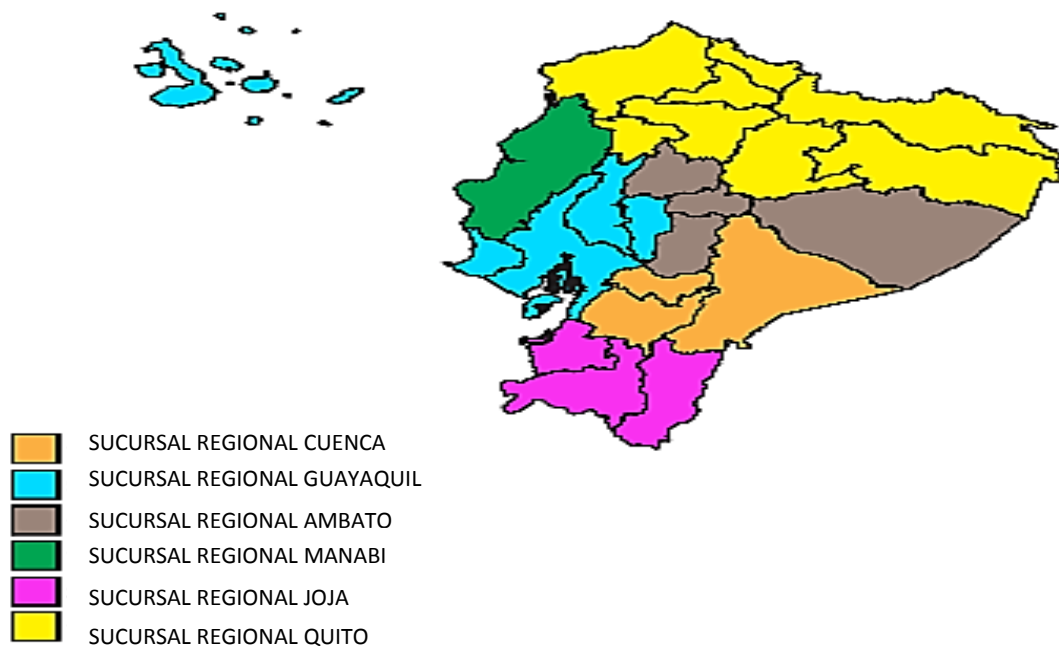 SUCURSAL REGIONAL CUENCA
SUCURSAL REGIONAL GUAYAQUIL
SUCURSAL REGIONAL AMBATO
SUCURSAL REGIONAL MANABI
SUCURSAL REGIONAL JOJA
SUCURSAL REGIONAL QUITO